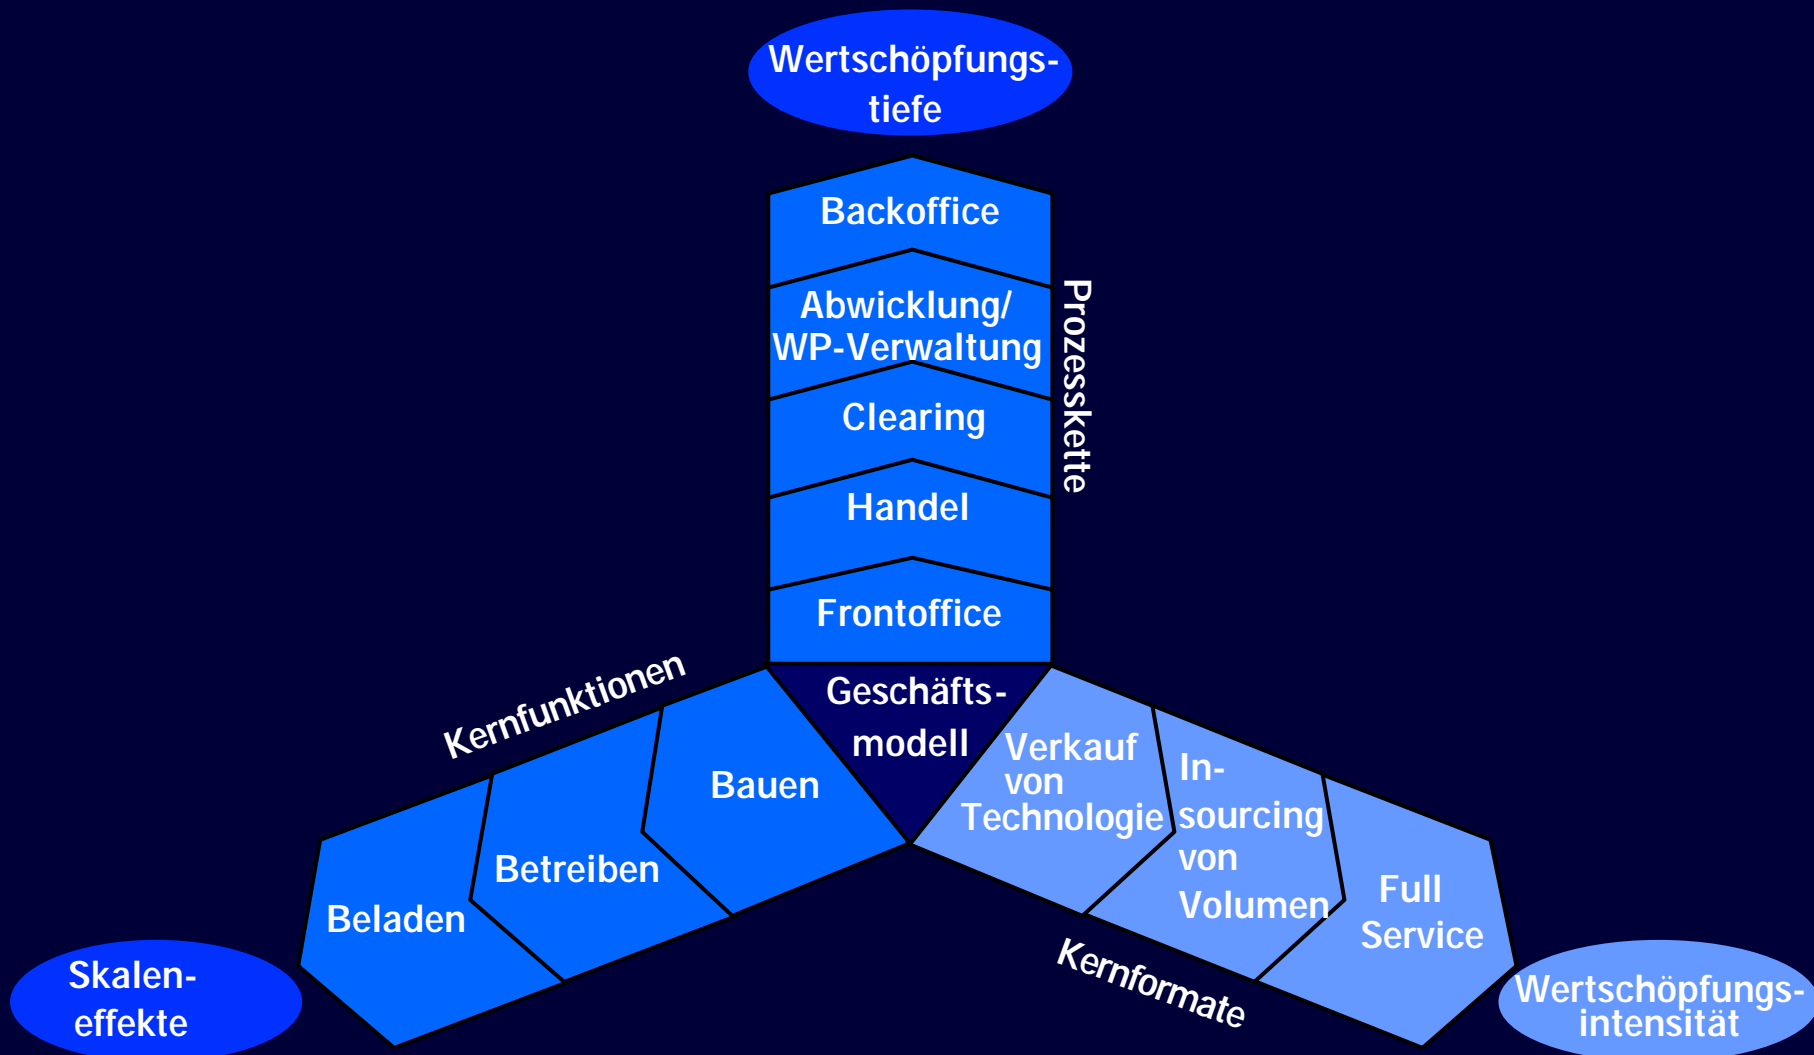 Wertschöpfungs-
tiefe
Backoffice
Abwicklung/
WP-Verwaltung
Clearing
Handel
Frontoffice
Prozesskette
Geschäfts-
modell
Kernfunktionen
Bauen
Betreiben
Beladen
Skalen-
effekte
Verkauf
von
Technologie
In-
sourcing
von
Volumen
Full
Service
Kernformate
Wertschöpfungs-
intensität